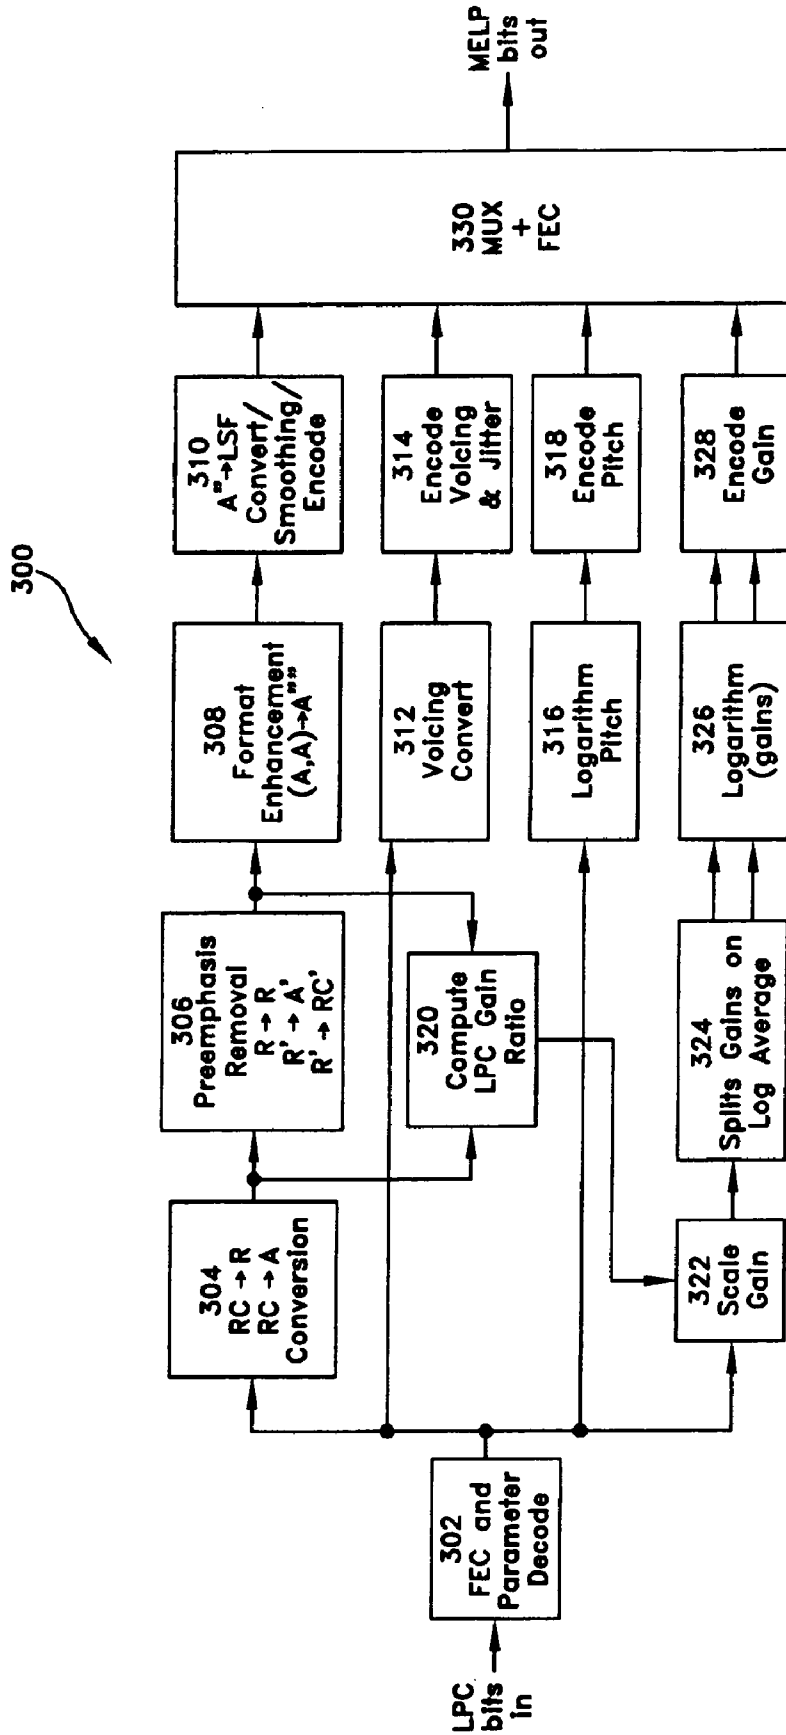 300
LPC
bits
in
302
FEC and
Parameter
Decode
304
RC → R
RC → A
Conversion
306
Preemphasis
Removal
R → R
R' → A'
R' → RC'
308
Format
Enhancement
(A,A)→A""
310
A"→LSF
Convert/
Smoothing/
Encode
312
Voicing
Convert
314
Encode
Voicing
& Jitter
316
Logarithm
Pitch
318
Encode
Pitch
320
Compute
LPC Gain
Ratio
322
Scale
Gain
324
Splits Gains on
Log Average
326
Logarithm
(gains)
328
Encode
Gain
330
MUX
+
FEC
MELP
bits
out